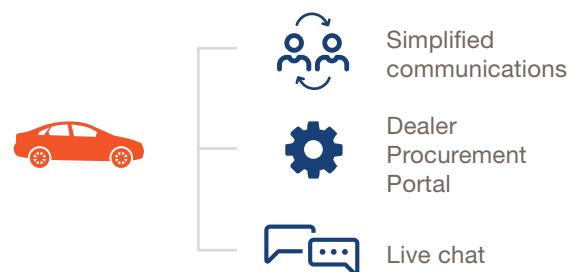 Simplified
communications
Dealer
Procurement
Portal
Live chat